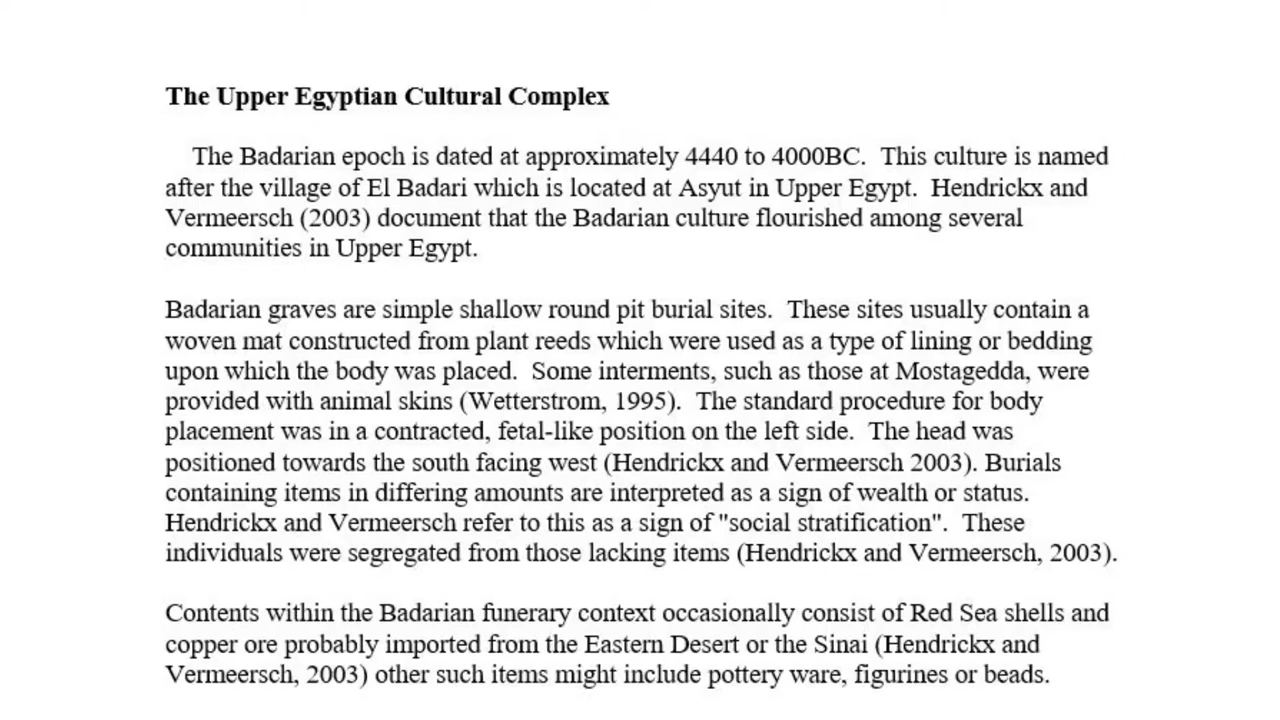 The Upper Egyptian Cultural Complex
The Badarian epoch is dated at approximately 4440 to 4000BC. This culture is named
after the village of El Badari which is located at Asyut in Upper Egypt. Hendrickx and
Vermeersch (2003) document that the Badarian culture flourished among several
communities in Upper Egypt.
Badarian graves are simple shallow round pit burial sites. These sites usually contain a
woven mat constructed from plant reeds which were used as a type of lining or bedding
upon which the body was placed. Some interments, such as those at Mostagedda, were
provided with animal skins (Wetterstrom, 1995). The standard procedure for body
placement was in a contracted, fetal-like position on the left side. The head was
positioned towards the south facing west (Hendrickx and Vermeersch 2003). Burials
containing items in differing amounts are interpreted as a sign of wealth or status.
Hendrickx and Vermeersch refer to this as a sign of "social stratification". These
individuals were segregated from those lacking items (Hendrickx and Vermeersch, 2003).
Contents within the Badarian funerary context occasionally consist of Red Sea shells and
copper ore probably imported from the Eastern Desert or the Sinai (Hendrickx and
Vermeersch, 2003) other such items might include pottery ware, figurines or beads.